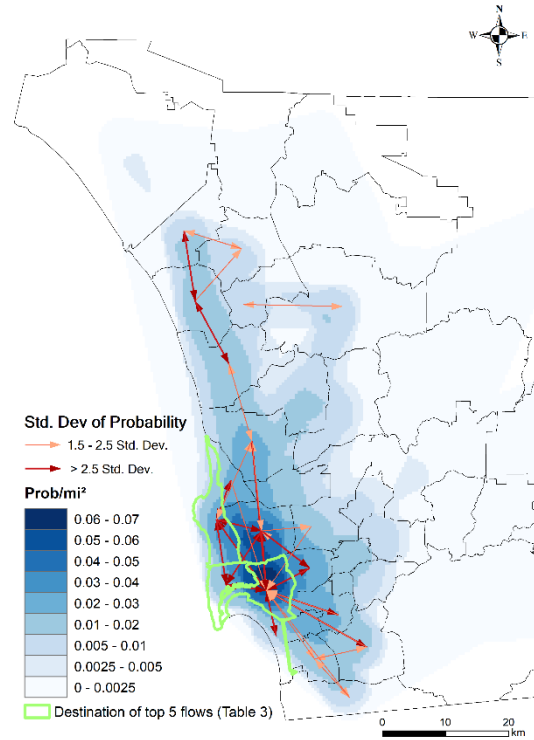 N
W E
S
Std. Dev of Probability
1.5 - 2.5 Std. Dev.
> 2.5 Std. Dev.
Prob/mi²
0.06 - 0.07
0.05 - 0.06
0.04 - 0.05
0.03 - 0.04
0.02 - 0.03
0.01 - 0.02
0.005 - 0.01
0.0025 - 0.005
0 - 0.0025
Destination of top 5 flows (Table 3)
0 10 20
km